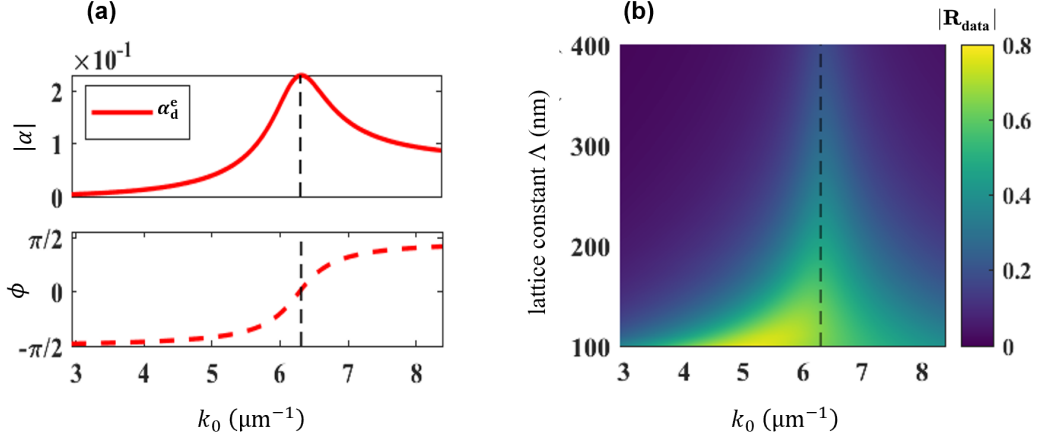 (a)
×10⁻¹
|α|
2
1
0
αᵉ_d
ϕ
π/2
0
-π/2
3 4 5 6 7 8
k₀ (μm⁻¹)
(b)
|R_data|
lattice constant Λ (nm)
400
300
200
100
3 4 5 6 7 8
k₀ (μm⁻¹)
0.8
0.6
0.4
0.2
0